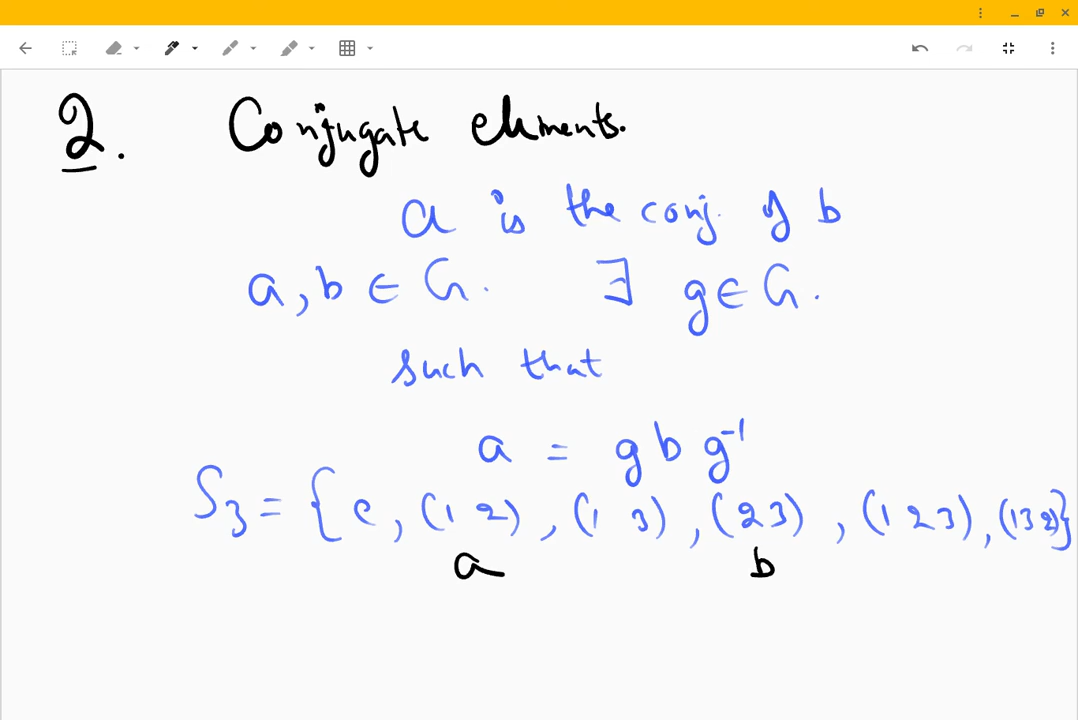 2. Conjugate elements.
a is the conj. of b
a, b ∈ G. ∃ g ∈ G.
such that
a = g b g⁻¹
S₃ = {e, (1 2), (1 3), (2 3), (1 2 3), (1 3 2)}
a b